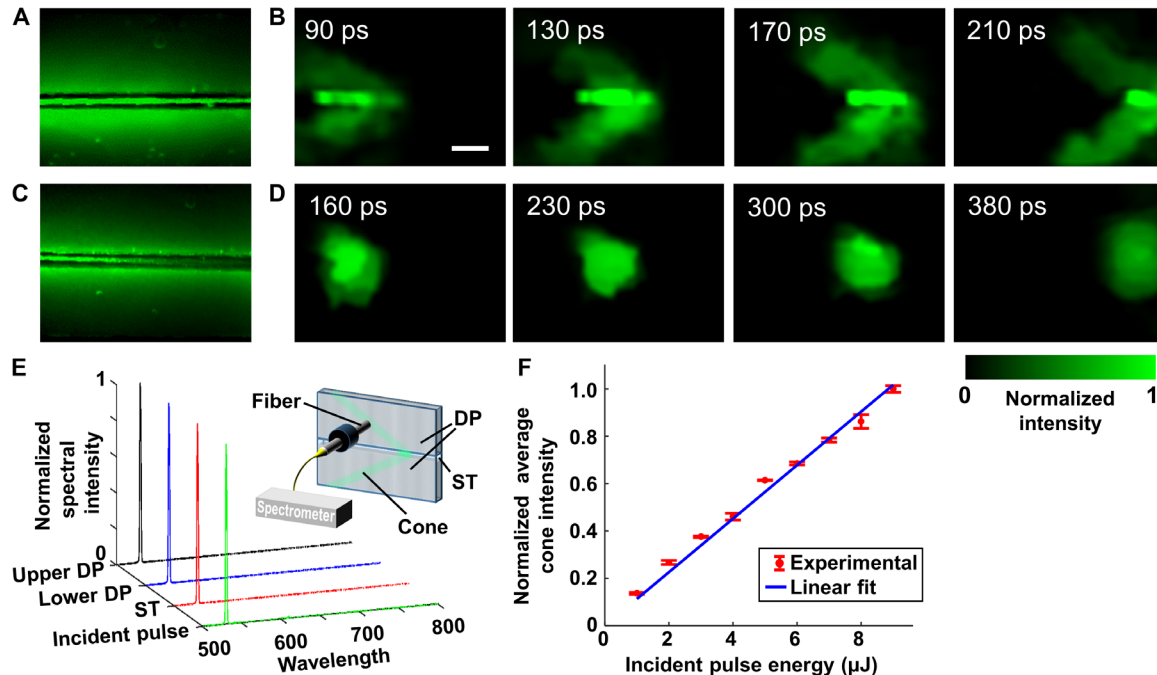 A
B
90 ps
130 ps
170 ps
210 ps
C
D
160 ps
230 ps
300 ps
380 ps
E
Normalized spectral
intensity
1
0
Upper DP
Lower DP
ST
Incident pulse
500
600
700
800
Wavelength
Fiber
DP
ST
Cone
Spectrometer
F
Normalized average
cone intensity
1.0
0.8
0.6
0.4
0.2
0
2
4
6
8
Incident pulse energy (µJ)
Experimental
Linear fit
0
1
Normalized
intensity